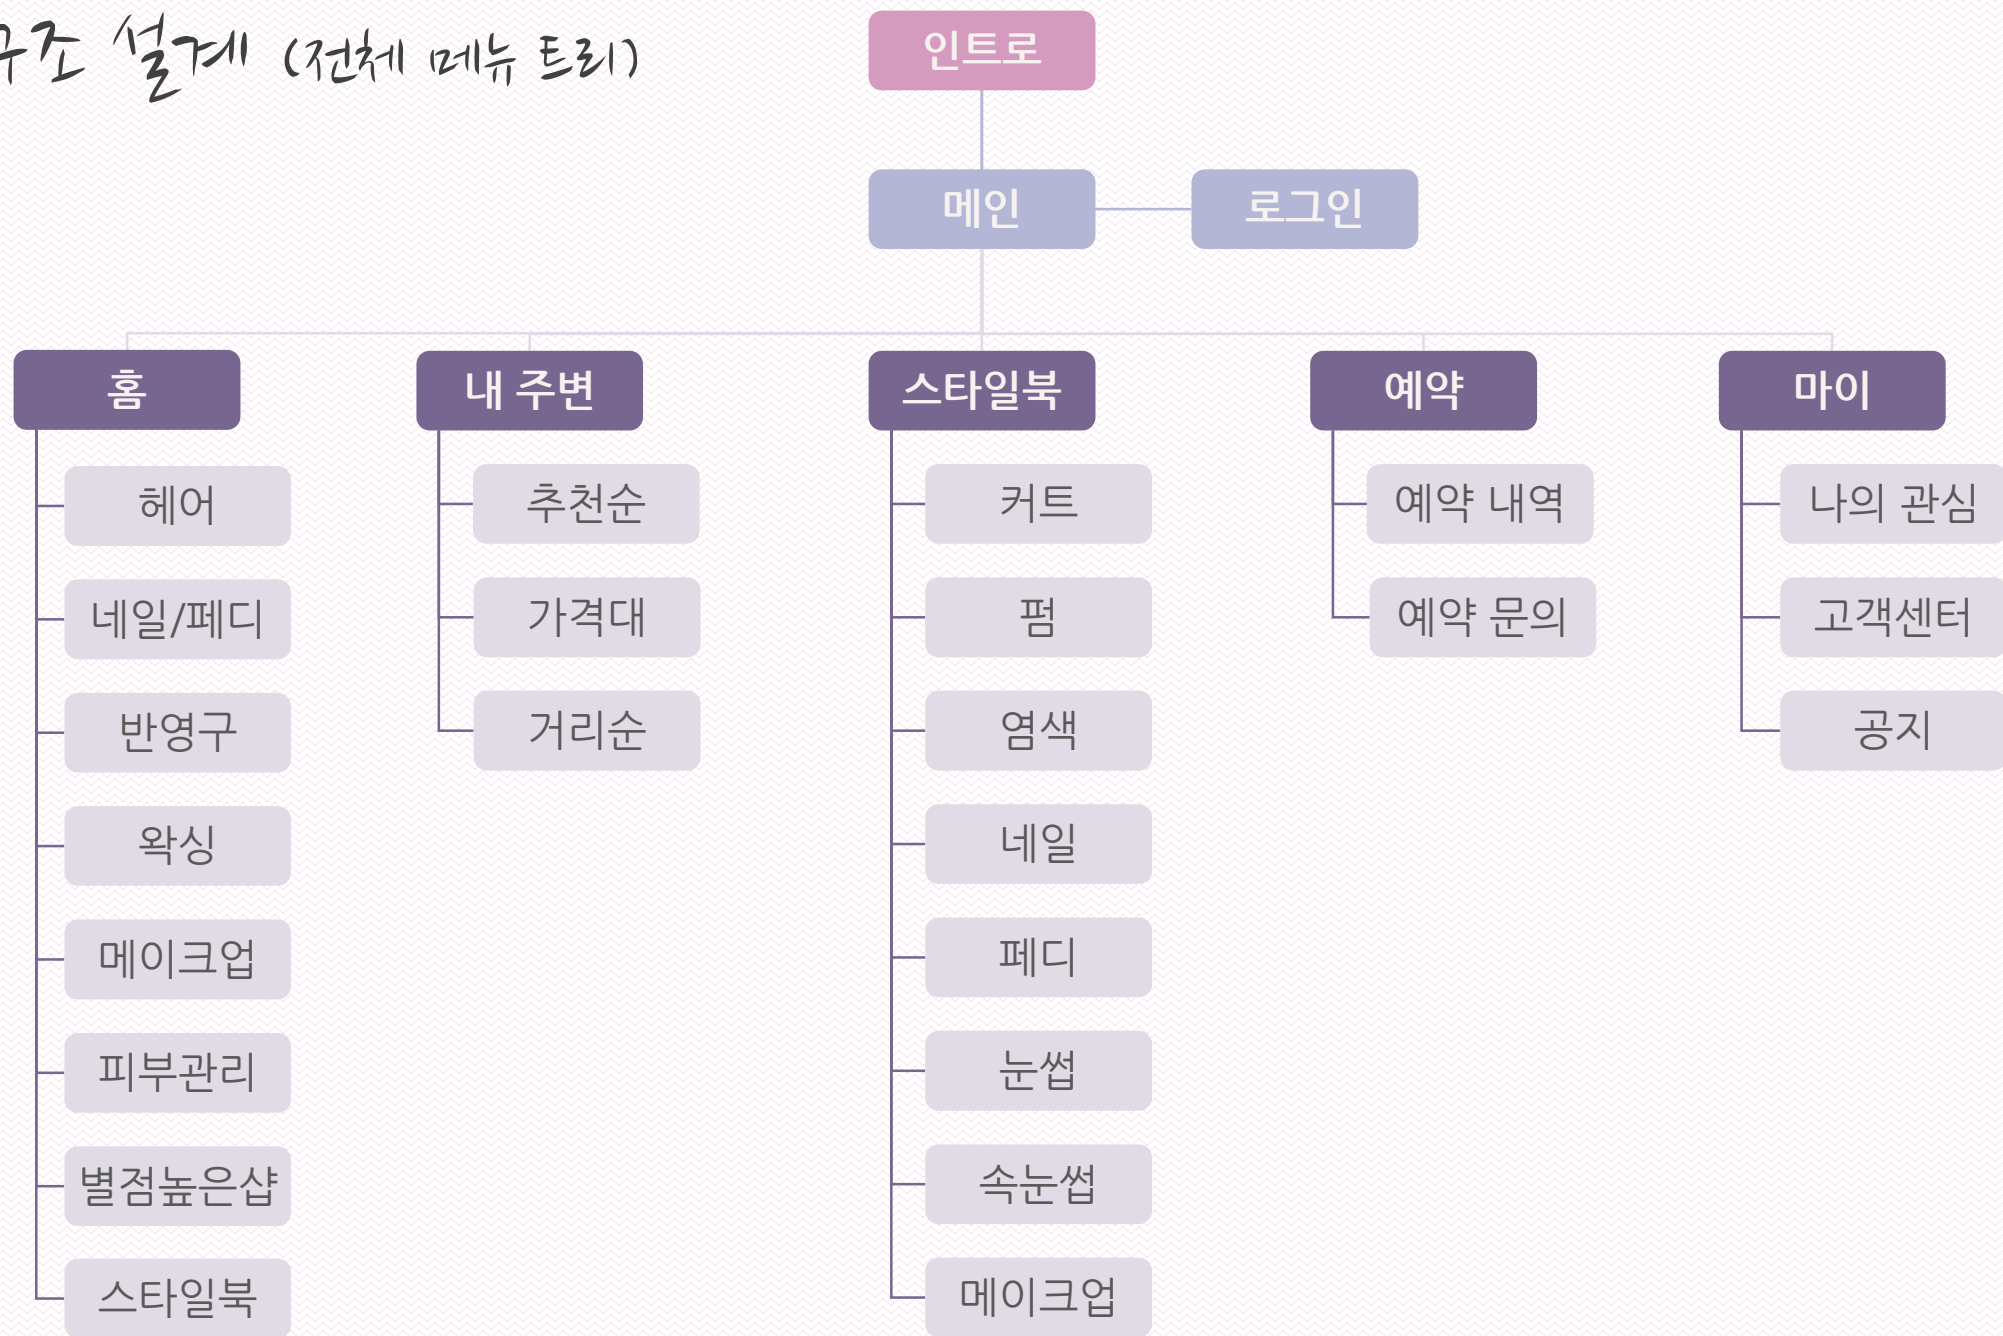 구조 설계 (전체 메뉴 트리)
인트로
메인
로그인
홈
헤어
네일/페디
반영구
왁싱
메이크업
피부관리
별점높은샵
스타일북
내 주변
추천순
가격대
거리순
스타일북
커트
펌
염색
네일
페디
눈썹
속눈썹
메이크업
예약
예약 내역
예약 문의
마이
나의 관심
고객센터
공지